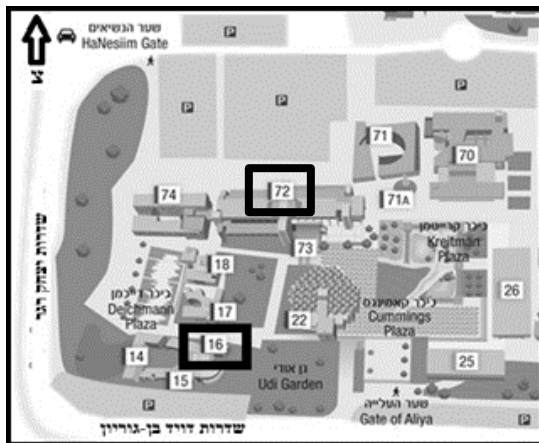 שער הנשיאים
HaNesiim Gate
P
P
P
P
צ
71
70
74
72
71A
שדרות יצחק רגר
73
כיכר קרייטמן
Kreitman
Plaza
18
כיכר דייכמן
Deichmann
Plaza
17
22
כיכר קאמינגס
Cummings
Plaza
26
16
14
15
גן אורי
Udi Garden
25
שער העלייה
Gate of Aliya
P
שדרות דויד בן-גוריון